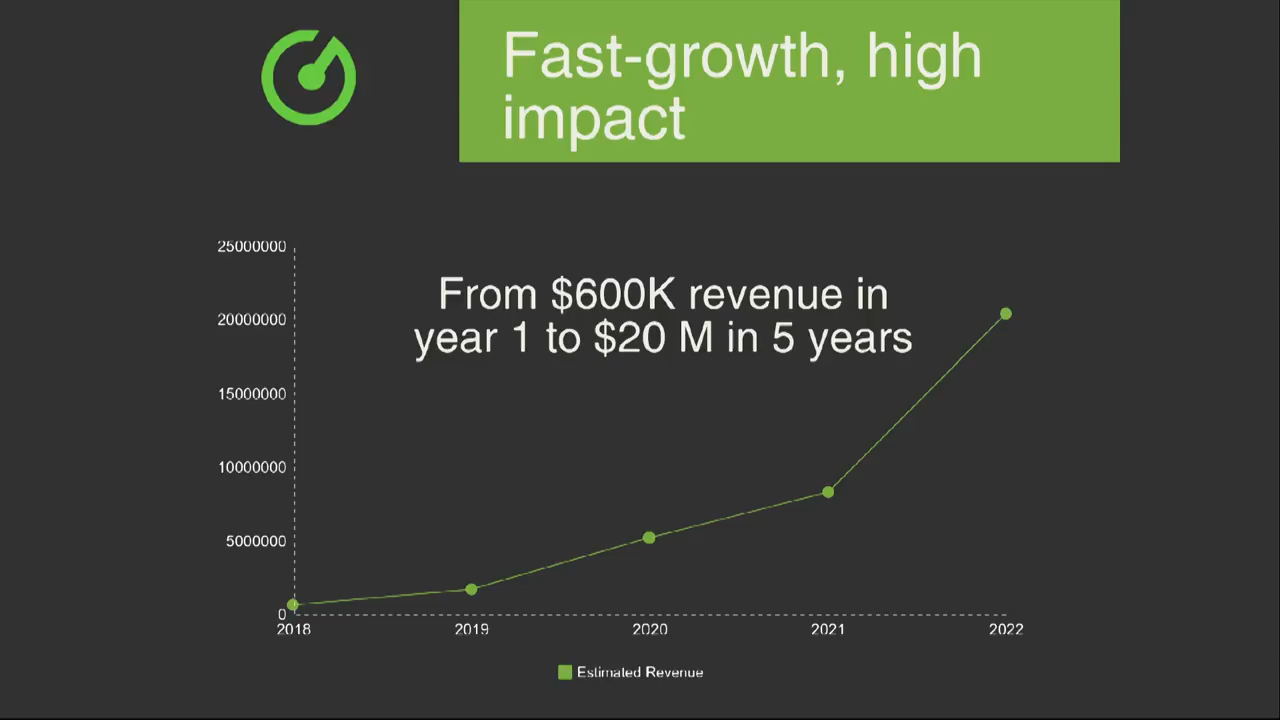 Fast-growth, high
impact
From $600K revenue in
year 1 to $20 M in 5 years
25000000
20000000
15000000
10000000
5000000
0
2018 2019 2020 2021 2022
Estimated Revenue